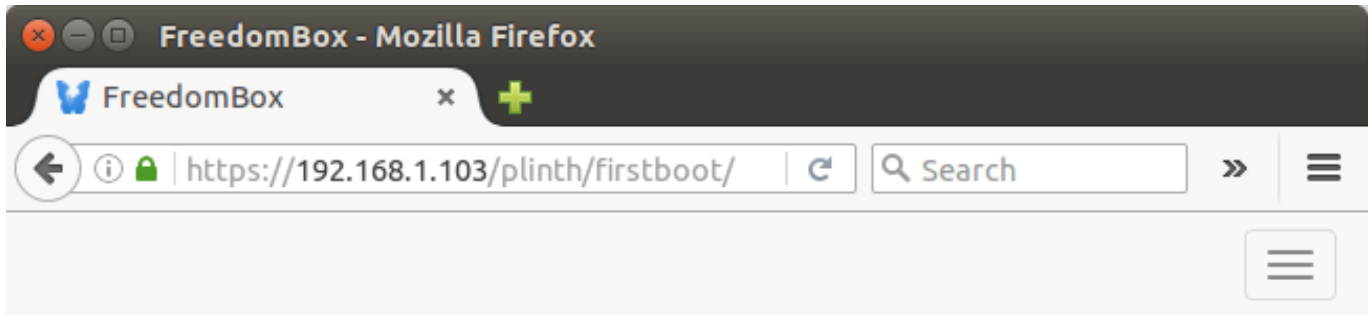 FreedomBox - Mozilla Firefox
FreedomBox
https://192.168.1.103/plinth/firstboot/
Search